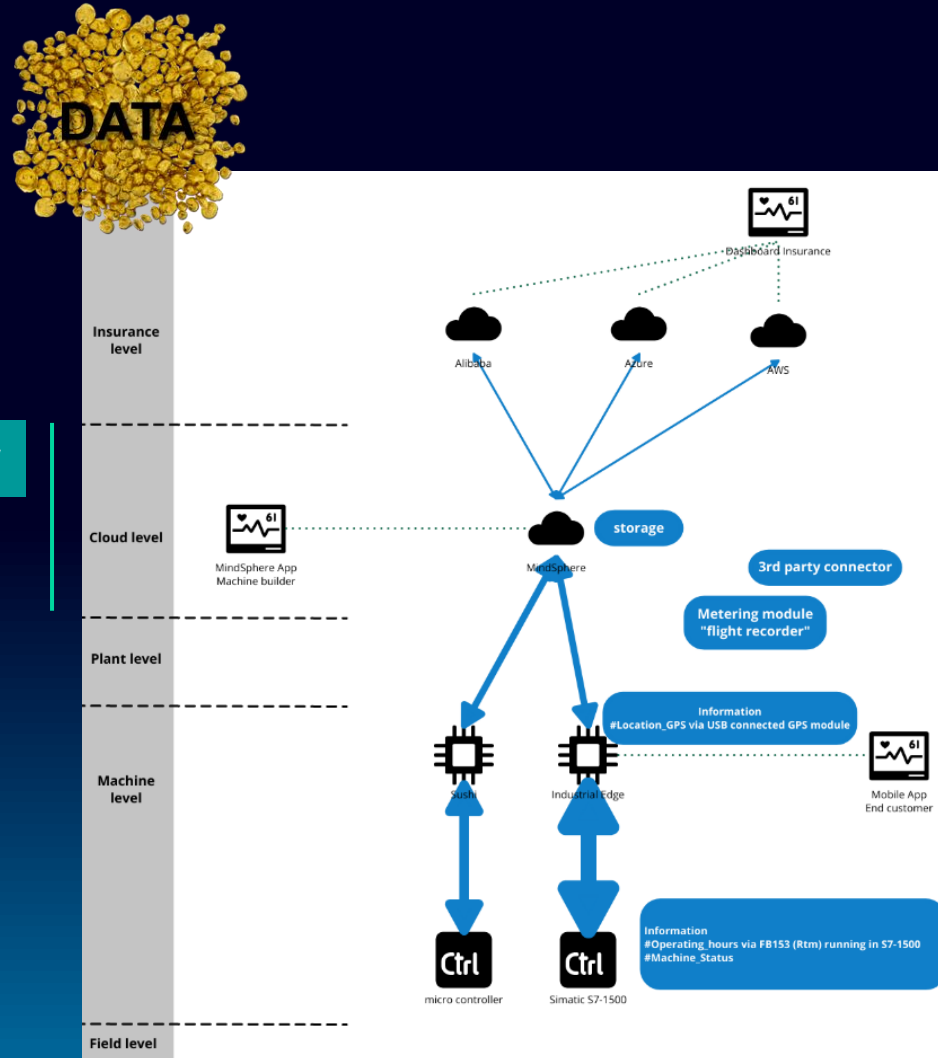 DATA
61
Dashboard Insurance
Insurance
level
Alibaba
Azure
AWS
Cloud level
61
MindSphere App
Machine builder
MindSphere
storage
3rd party connector
Metering module
"flight recorder"
Plant level
Information
#Location_GPS via USB connected GPS module
Machine
level
Sushi
Industrial Edge
61
Mobile App
End customer
Ctrl
micro controller
Ctrl
Simatic S7-1500
Information
#Operating_hours via FB153 (Rtm) running in S7-1500
#Machine_Status
Field level